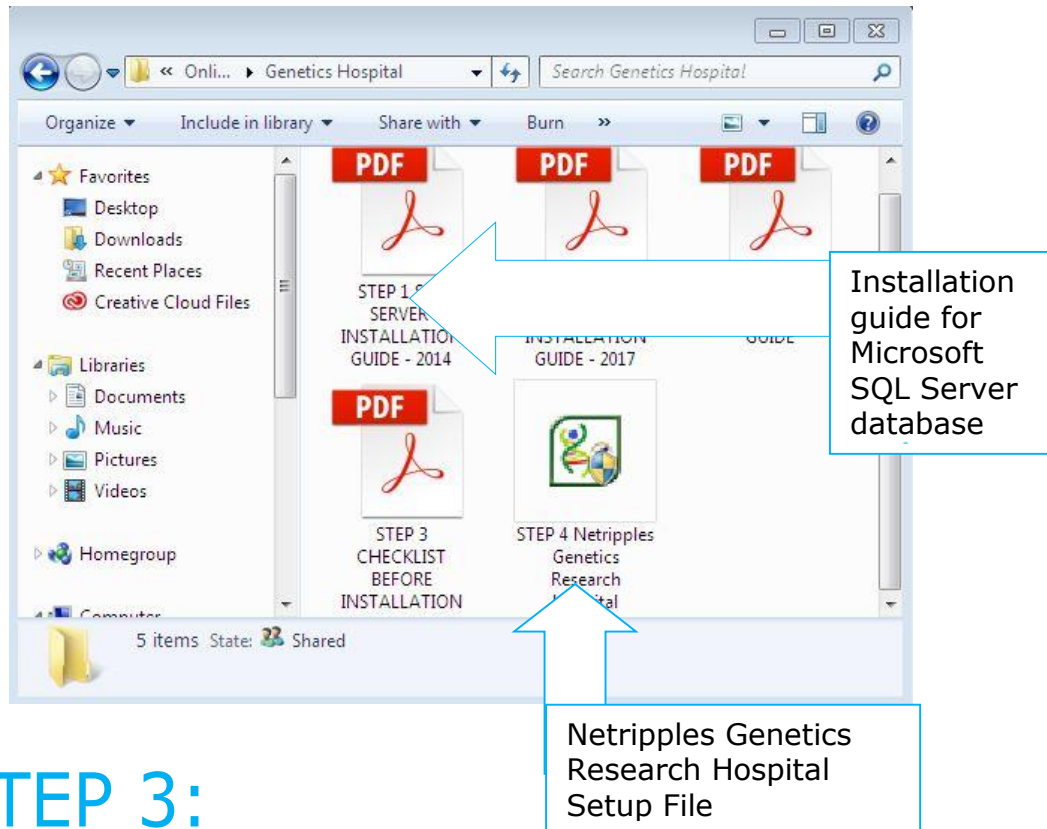 « Onli... ▸ Genetics Hospital
Search Genetics Hospital
Organize ▾ Include in library ▾ Share with ▾ Burn »
Favorites
Desktop
Downloads
Recent Places
Creative Cloud Files
Libraries
Documents
Music
Pictures
Videos
Homegroup
Computer
PDF
PDF
PDF
STEP 1
SERVER
INSTALLATION
GUIDE - 2014
INSTALLATION
GUIDE - 2017
GUIDE
PDF
STEP 3
CHECKLIST
BEFORE
INSTALLATION
STEP 4 Netripples
Genetics
Research
5 items State: Shared
Installation
guide for
Microsoft
SQL Server
database
Netripples Genetics
Research Hospital
Setup File
TEP 3: